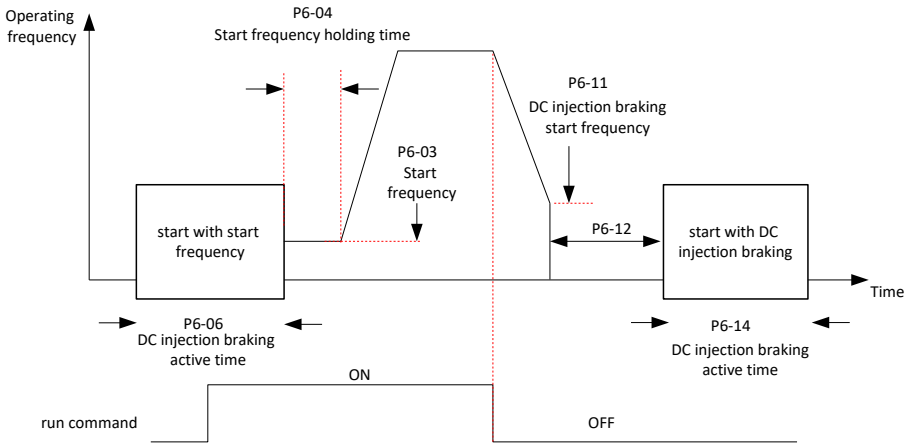 P6-04
Start frequency holding time
Operating
frequency
P6-11
DC injection braking
start frequency
P6-03
Start
frequency
start with start
frequency
P6-12
start with DC
injection braking
Time
P6-06
DC injection braking
active time
P6-14
DC injection braking
active time
ON
run command
OFF